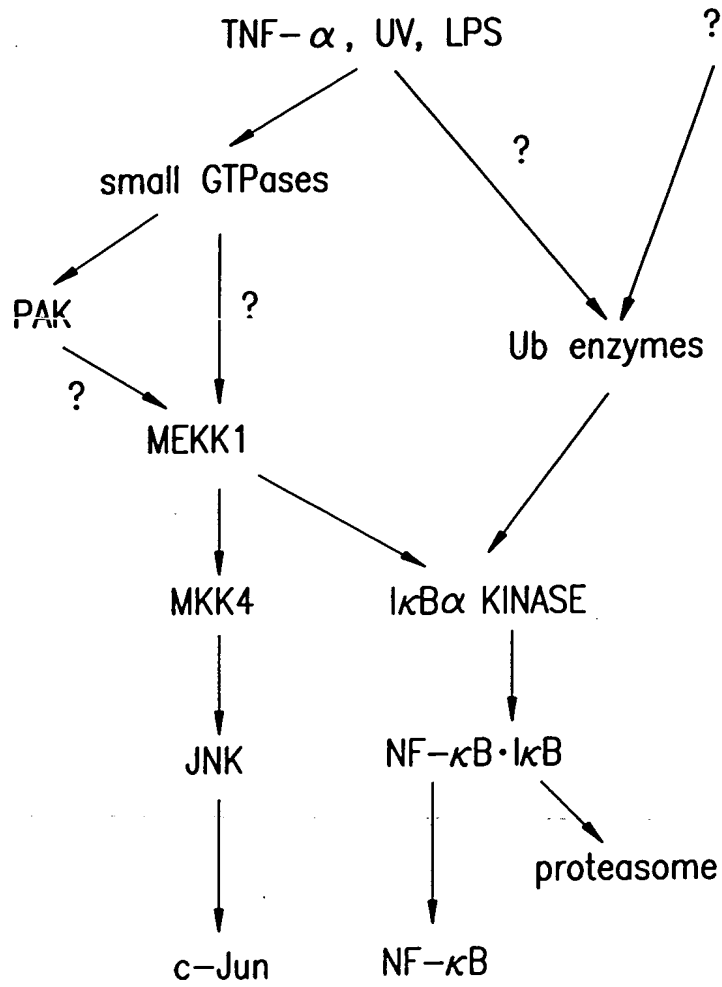 TNF-α, UV, LPS
?
?
small GTPases
PAK
?
Ub enzymes
?
MEKK1
MKK4
IκBα KINASE
JNK
NF-κB·IκB
proteasome
c-Jun
NF-κB